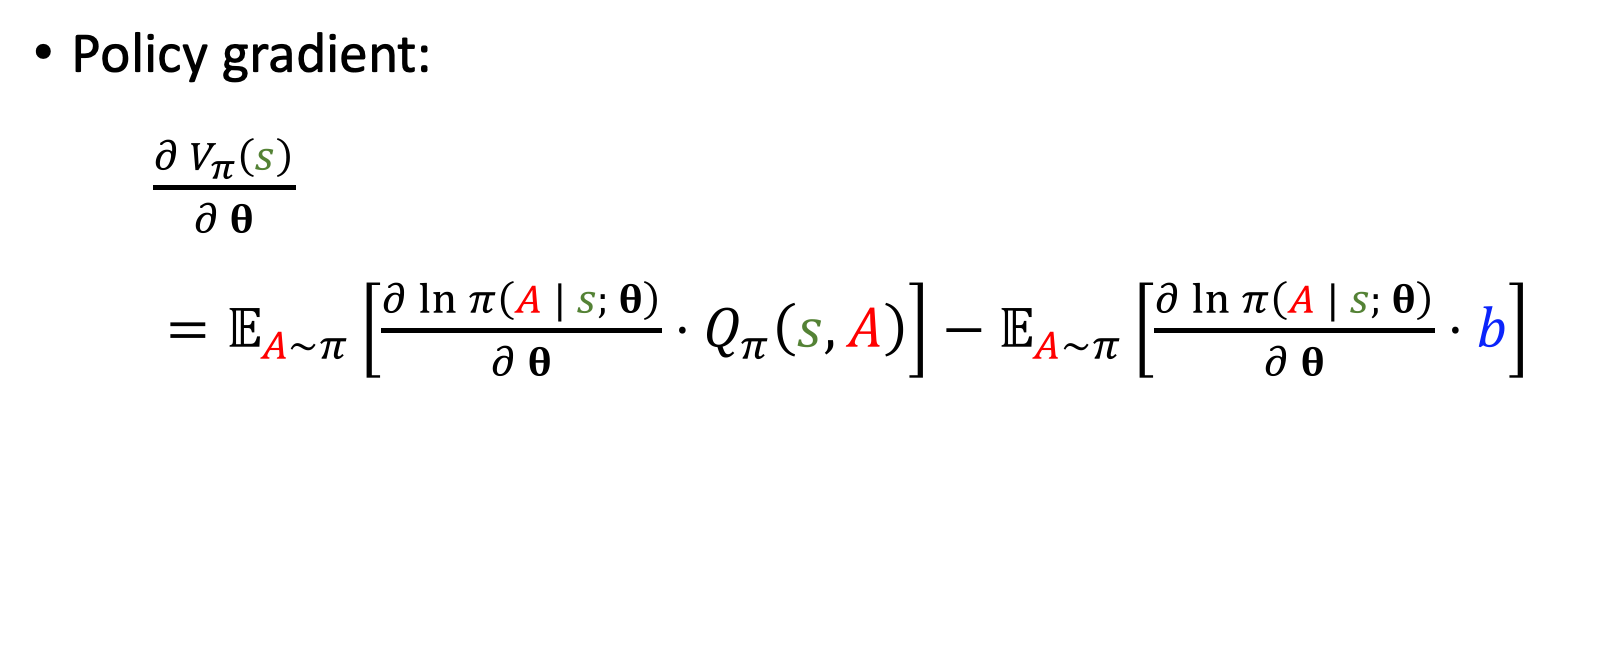 • Policy gradient:
∂ V_π(s)
∂ θ
= 𝔼_{A∼π} [ ∂ ln π(A | s; θ) / ∂ θ · Q_π(s, A) ] − 𝔼_{A∼π} [ ∂ ln π(A | s; θ) / ∂ θ · b ]